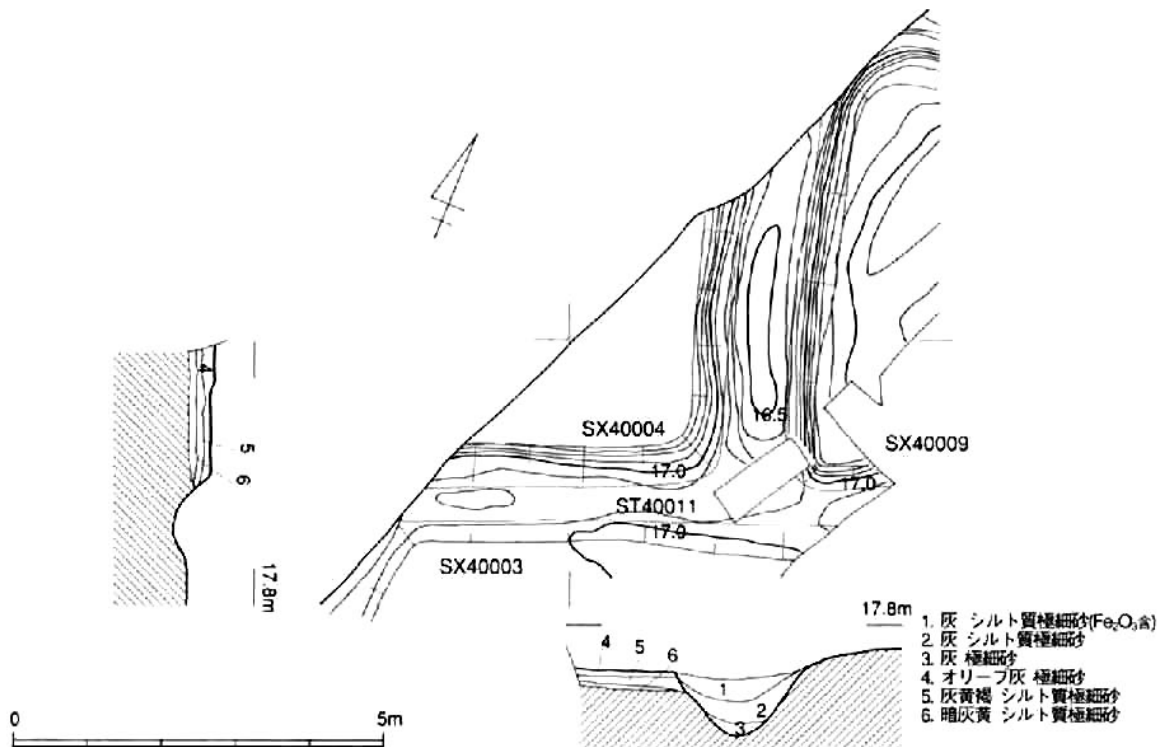 SX40004
16.5
SX40009
17.0
17.0
ST40011
17.0
SX40003
4
5
6
17.8m
17.8m
4
5
6
1
2
3
1. 灰 シルト質極細砂(Fe₂O₃含)
2. 灰 シルト質極細砂
3. 灰 極細砂
4. オリーブ灰 極細砂
5. 灰黄褐 シルト質極細砂
6. 暗灰黄 シルト質極細砂
0
5m